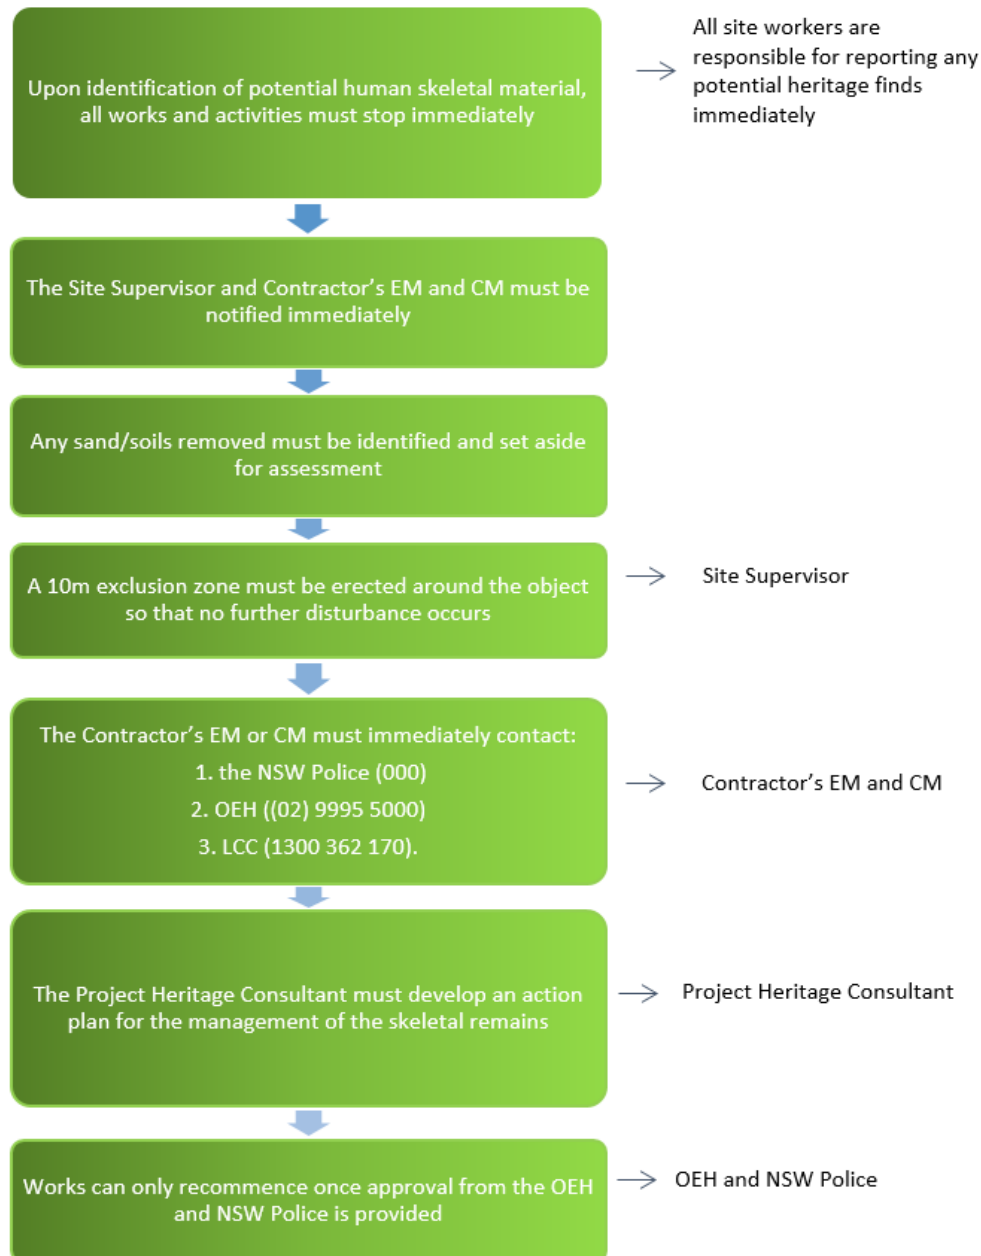 Upon identification of potential human skeletal material,
all works and activities must stop immediately
All site workers are
responsible for reporting any
potential heritage finds
immediately
The Site Supervisor and Contractor’s EM and CM must be
notified immediately
Any sand/soils removed must be identified and set aside
for assessment
A 10m exclusion zone must be erected around the object
so that no further disturbance occurs
Site Supervisor
The Contractor’s EM or CM must immediately contact:
1. the NSW Police (000)
2. OEH ((02) 9995 5000)
3. LCC (1300 362 170).
Contractor’s EM and CM
The Project Heritage Consultant must develop an action
plan for the management of the skeletal remains
Project Heritage Consultant
Works can only recommence once approval from the OEH
and NSW Police is provided
OEH and NSW Police